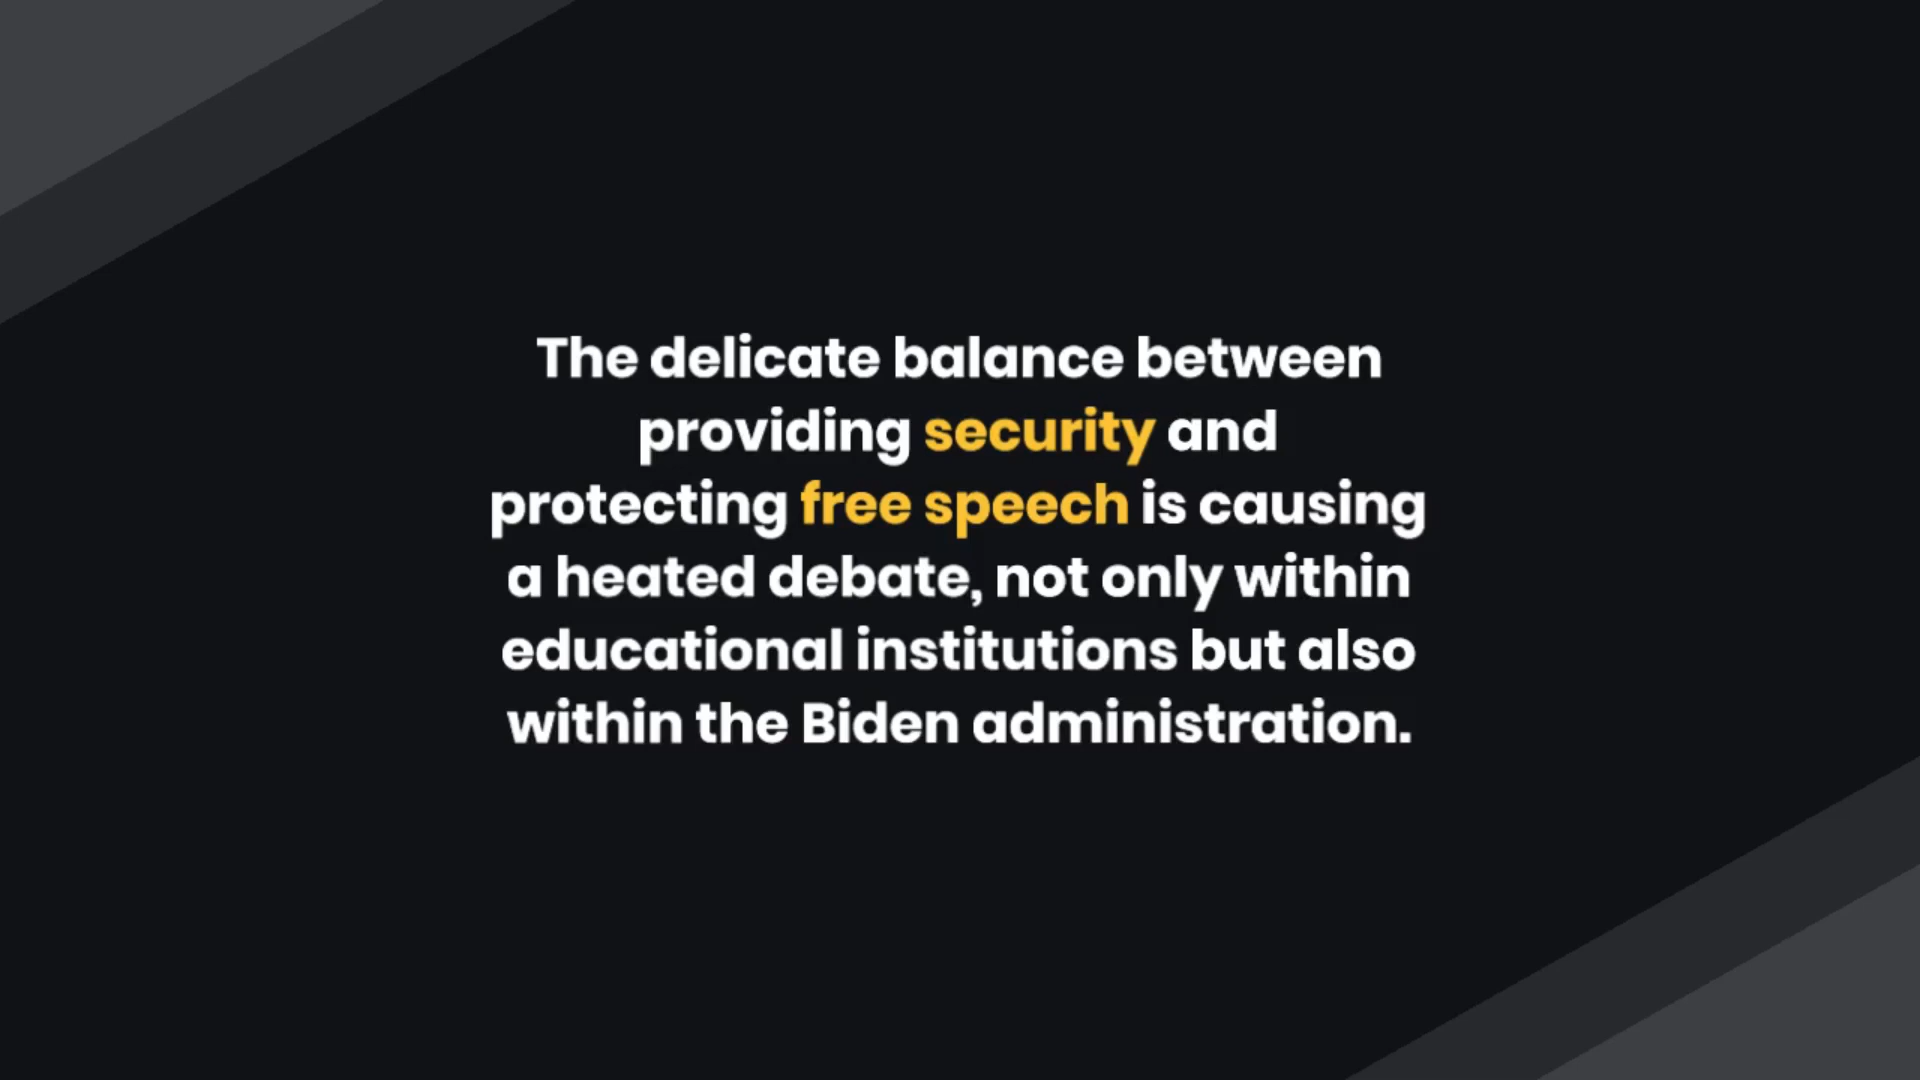 The delicate balance between
providing security and
protecting free speech is causing
a heated debate, not only within
educational institutions but also
within the Biden administration.